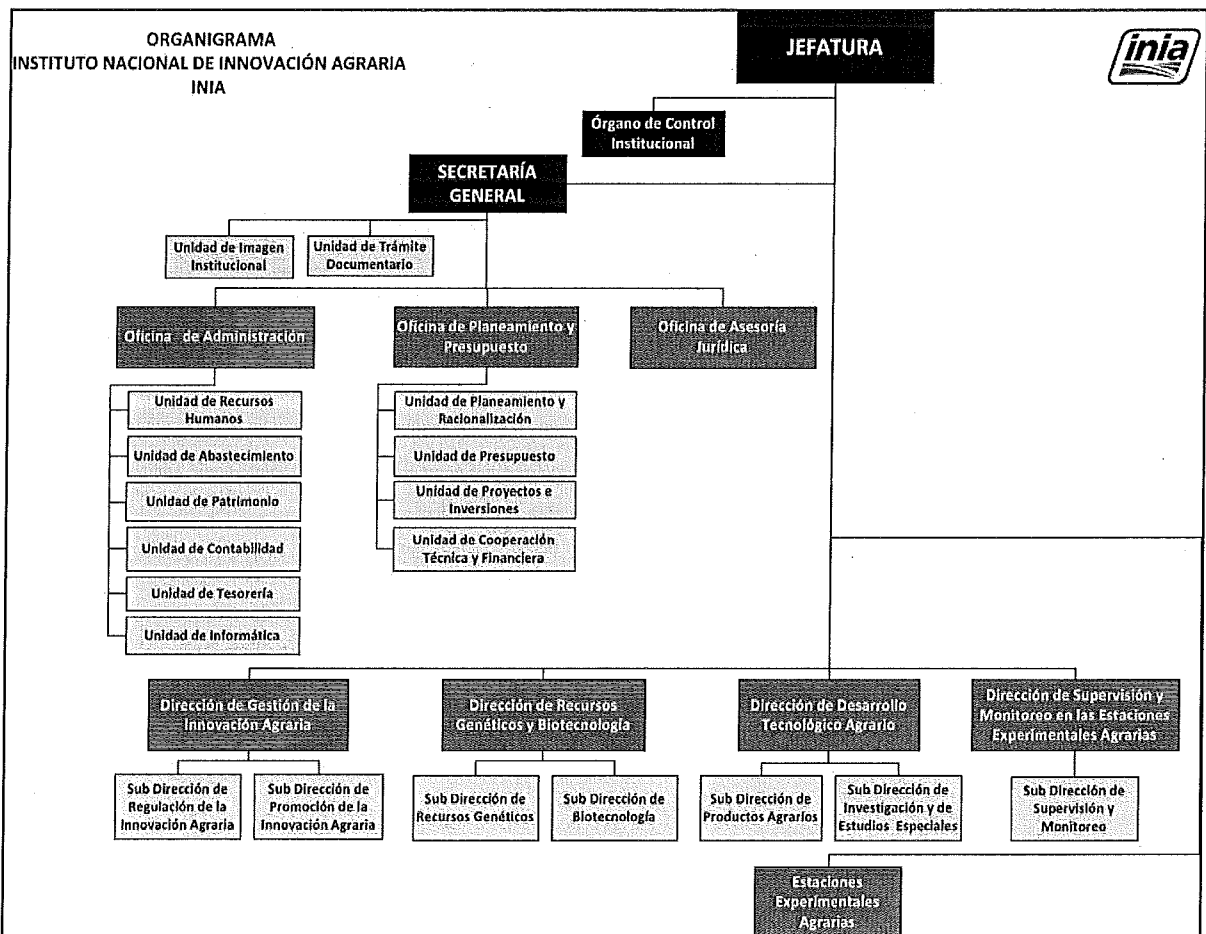 ORGANIGRAMA
INSTITUTO NACIONAL DE INNOVACIÓN AGRARIA
INIA
JEFATURA
inia
Órgano de Control
Institucional
SECRETARÍA
GENERAL
Unidad de Imagen
Institucional
Unidad de Trámite
Documentario
Oficina de Administración
Oficina de Planeamiento y
Presupuesto
Oficina de Asesoría
Jurídica
Unidad de Recursos
Humanos
Unidad de Abastecimiento
Unidad de Patrimonio
Unidad de Contabilidad
Unidad de Tesorería
Unidad de Informática
Unidad de Planeamiento y
Racionalización
Unidad de Presupuesto
Unidad de Proyectos e
Inversiones
Unidad de Cooperación
Técnica y Financiera
Dirección de Gestión de la
Innovación Agraria
Dirección de Recursos
Genéticos y Biotecnología
Dirección de Desarrollo
Tecnológico Agrario
Dirección de Supervisión y
Monitoreo en las Estaciones
Experimentales Agrarias
Sub Dirección de
Regulación de la
Innovación Agraria
Sub Dirección de
Promoción de la
Innovación Agraria
Sub Dirección de
Recursos Genéticos
Sub Dirección de
Biotecnología
Sub Dirección de
Productos Agrarios
Sub Dirección de
Investigación y de
Estudios Especiales
Sub Dirección de
Supervisión y
Monitoreo
Estaciones
Experimentales
Agrarias